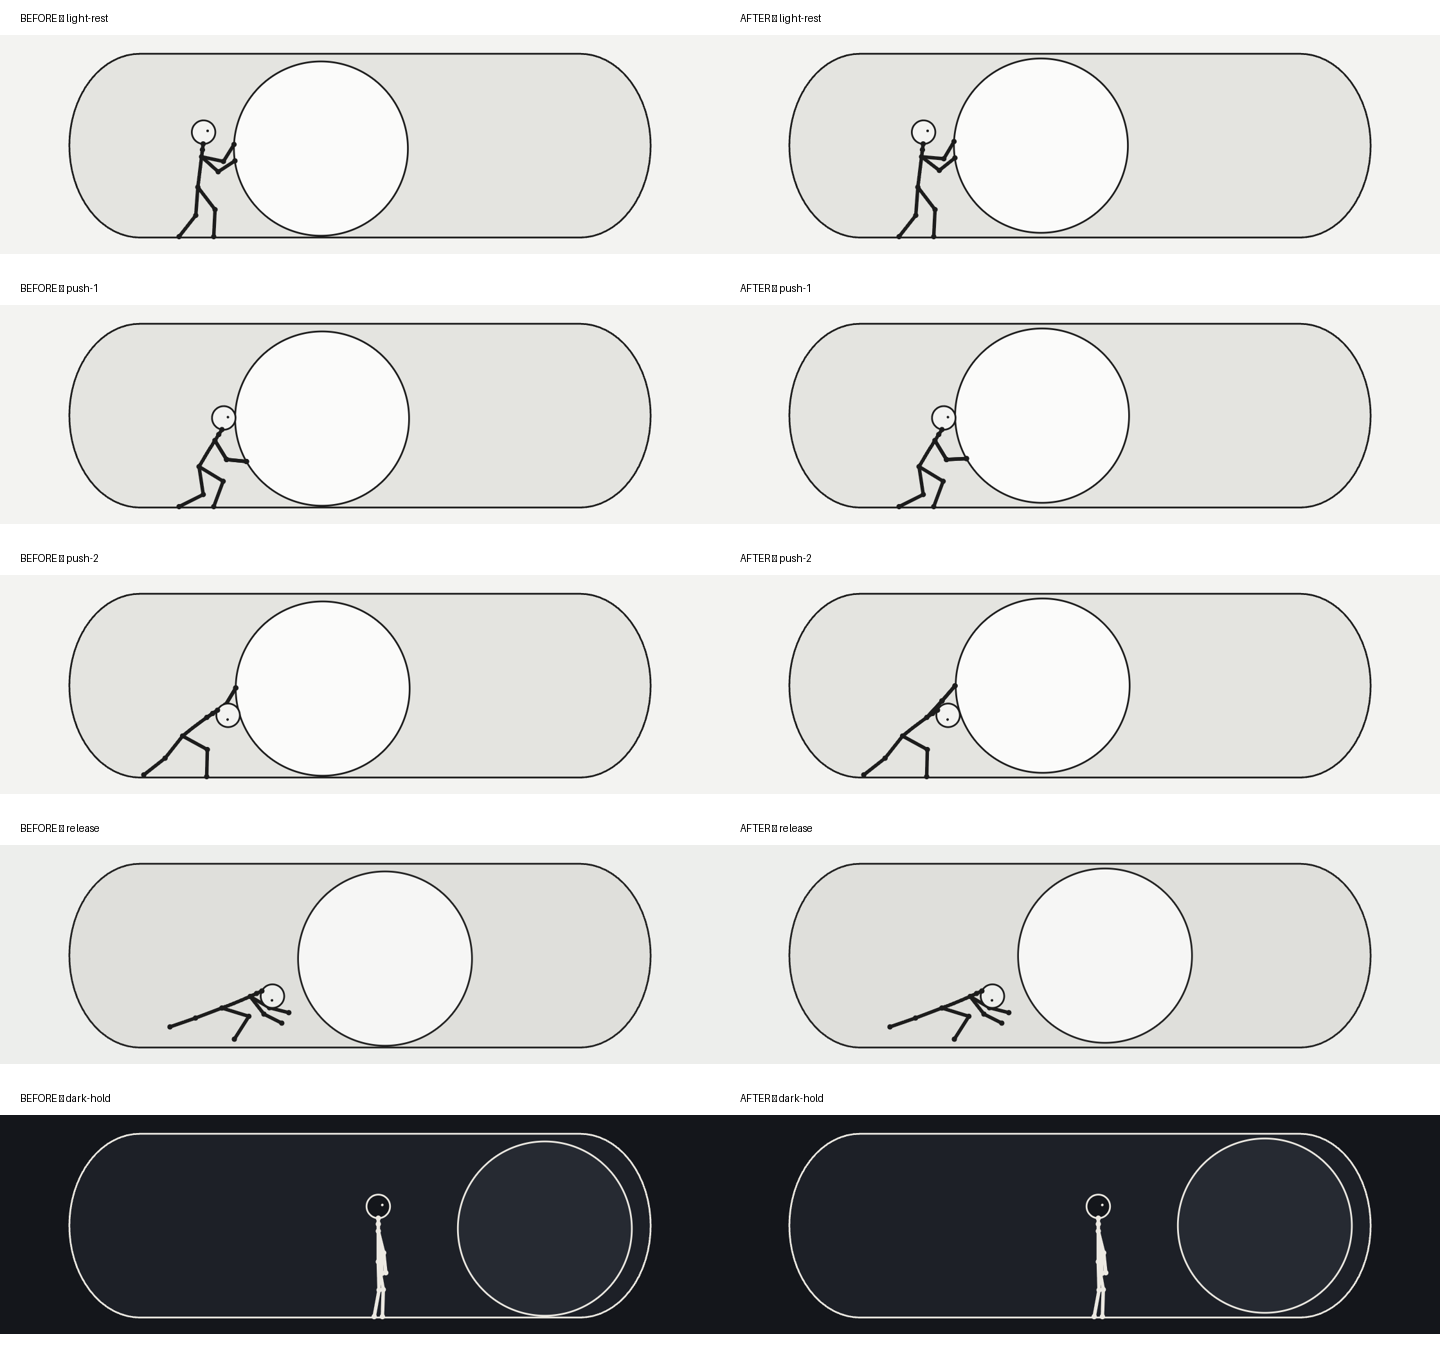 BEFORE ▯ light-rest
AFTER ▯ light-rest
BEFORE ▯ push-1
AFTER ▯ push-1
BEFORE ▯ push-2
AFTER ▯ push-2
BEFORE ▯ release
AFTER ▯ release
BEFORE ▯ dark-hold
AFTER ▯ dark-hold